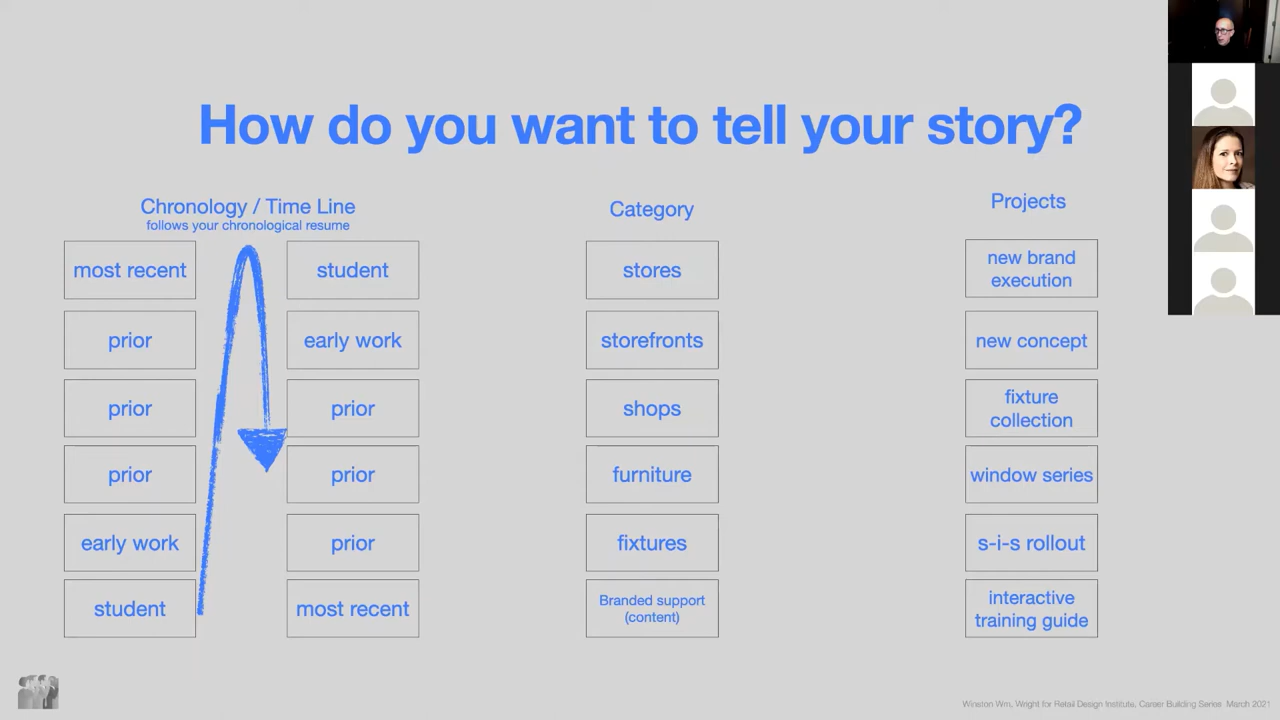 How do you want to tell your story?
Chronology / Time Line
follows your chronological resume
most recent
prior
prior
prior
early work
student
student
early work
prior
prior
prior
most recent
Category
stores
storefronts
shops
furniture
fixtures
Branded support
(content)
Projects
new brand
execution
new concept
fixture
collection
window series
s-i-s rollout
interactive
training guide
Winston Wm, Wright for Retail Design Institute, Career Building Series March 2021